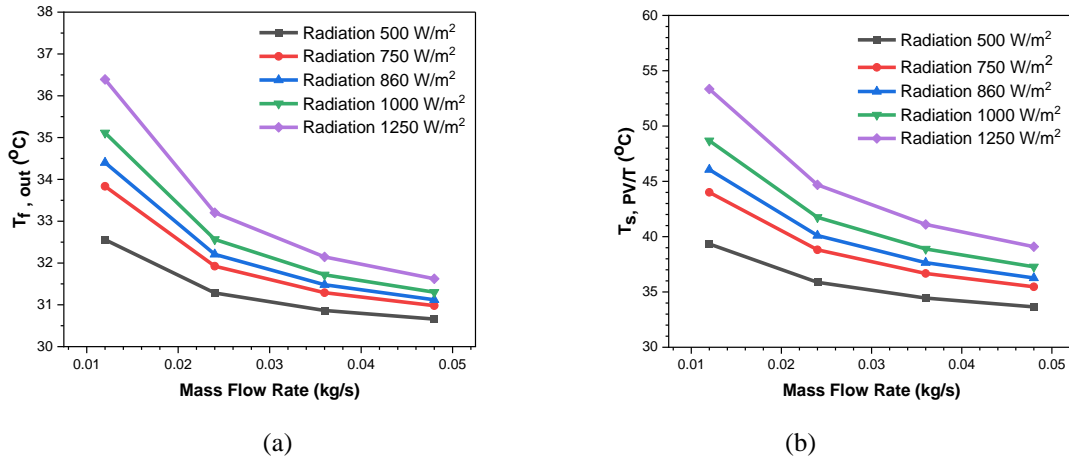 38
37
36
35
34
33
32
31
30
T_f , out (°C)
0.01 0.02 0.03 0.04 0.05
Mass Flow Rate (kg/s)
Radiation 500 W/m²
Radiation 750 W/m²
Radiation 860 W/m²
Radiation 1000 W/m²
Radiation 1250 W/m²
(a)
60
55
50
45
40
35
30
T_s, PV/T (°C)
0.01 0.02 0.03 0.04 0.05
Mass Flow Rate (kg/s)
Radiation 500 W/m²
Radiation 750 W/m²
Radiation 860 W/m²
Radiation 1000 W/m²
Radiation 1250 W/m²
(b)